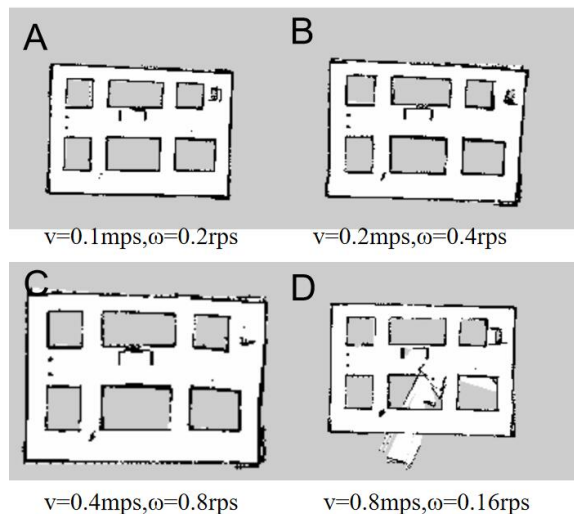 A
B
v=0.1mps,ω=0.2rps
v=0.2mps,ω=0.4rps
C
D
v=0.4mps,ω=0.8rps
v=0.8mps,ω=0.16rps